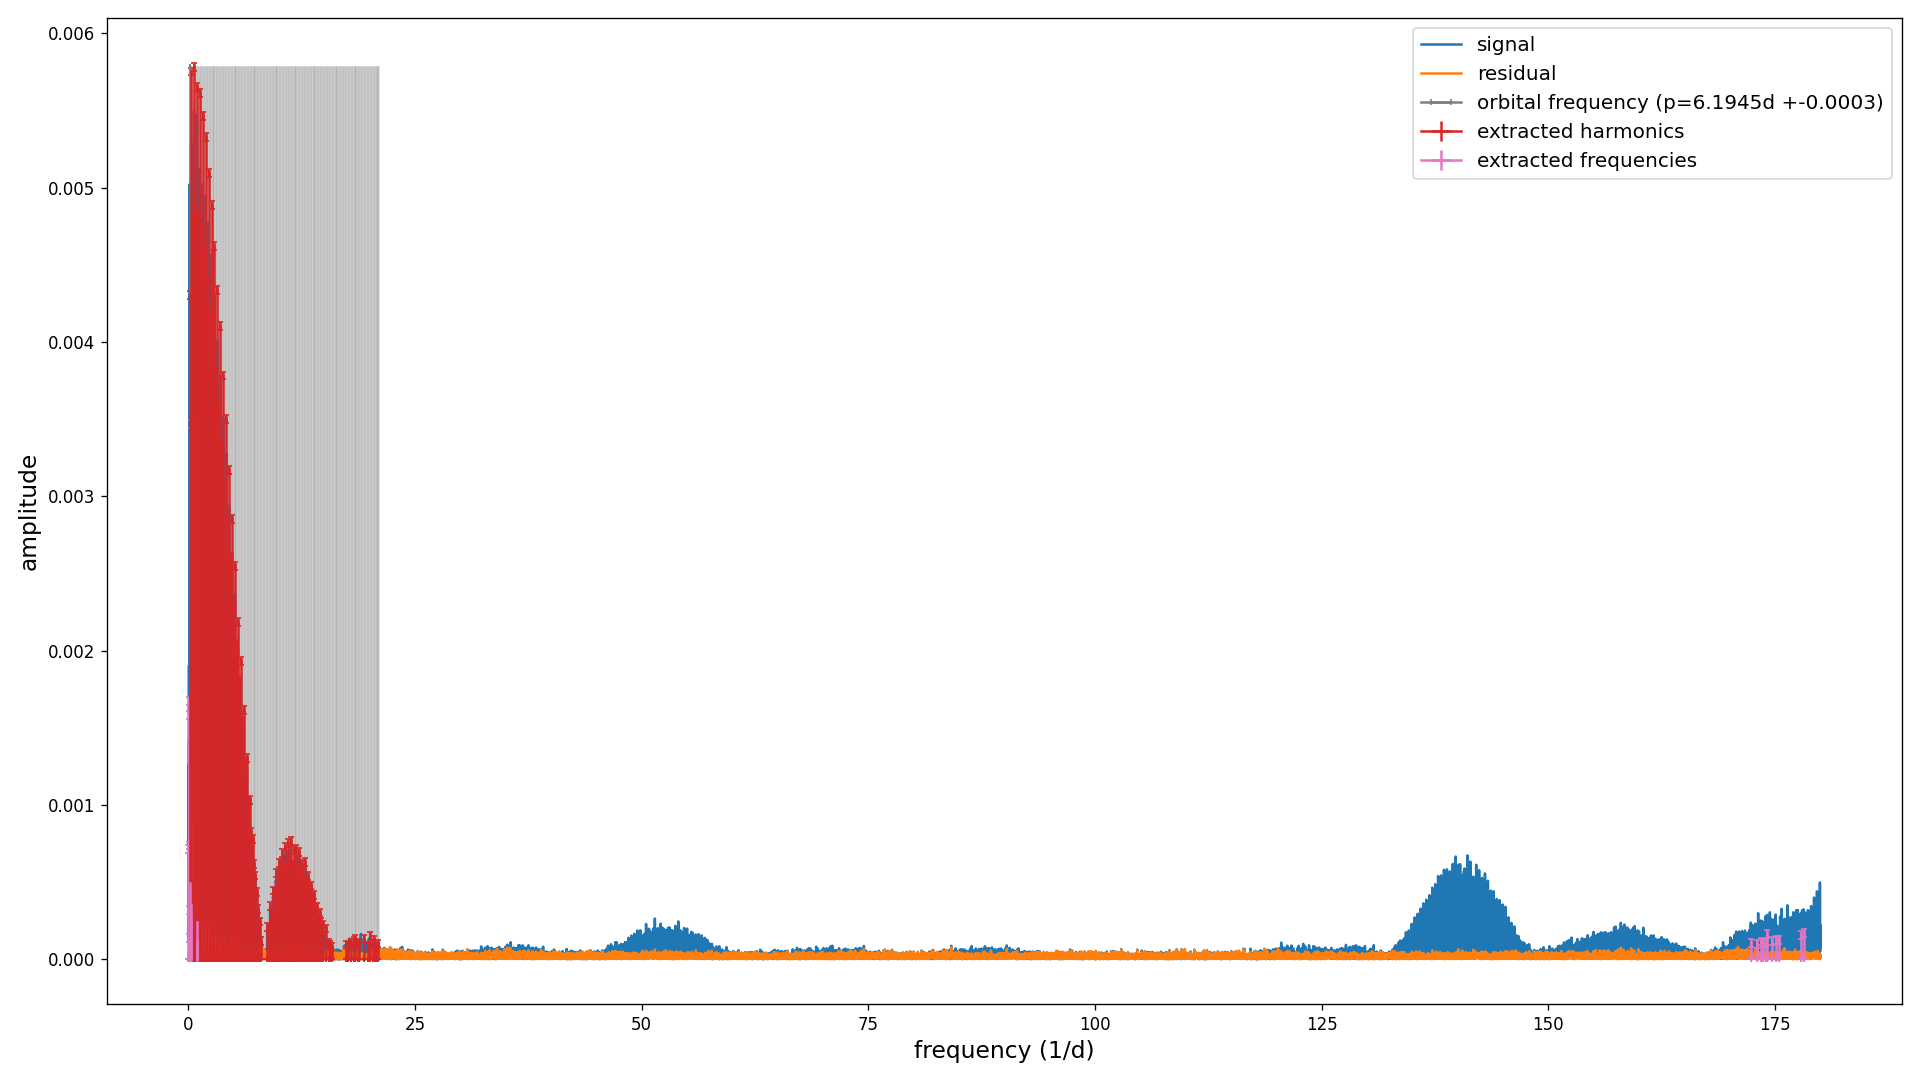 0.006
0.005
0.004
0.003
0.002
0.001
0.000
amplitude
0
25
50
75
100
125
150
175
frequency (1/d)
signal
residual
orbital frequency (p=6.1945d +-0.0003)
extracted harmonics
extracted frequencies